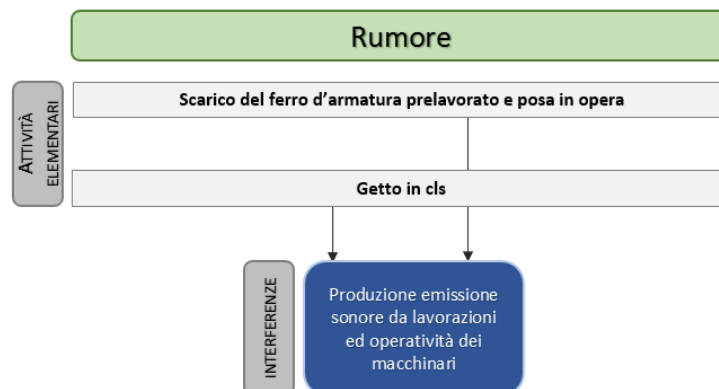 Rumore
ATTIVITÀ
ELEMENTARI
Scarico del ferro d'armatura prelavorato e posa in opera
Getto in cls
INTERFERENZE
Produzione emissione
sonore da lavorazioni
ed operatività dei
macchinari